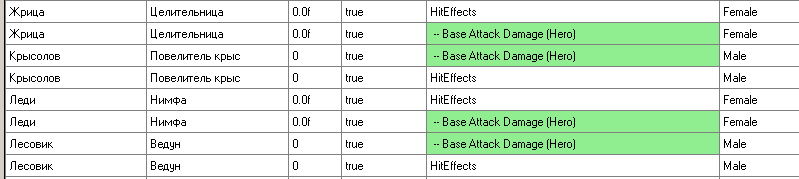 Жрица Целительница 0.0f true HitEffects Female
Жрица Целительница 0.0f true -- Base Attack Damage (Hero) Female
Крысолов Повелитель крыс 0 true -- Base Attack Damage (Hero) Male
Крысолов Повелитель крыс 0 true HitEffects Male
Леди Нимфа 0.0f true HitEffects Female
Леди Нимфа 0.0f true -- Base Attack Damage (Hero) Female
Лесовик Ведун 0 true -- Base Attack Damage (Hero) Male
Лесовик Ведун 0 true HitEffects Male